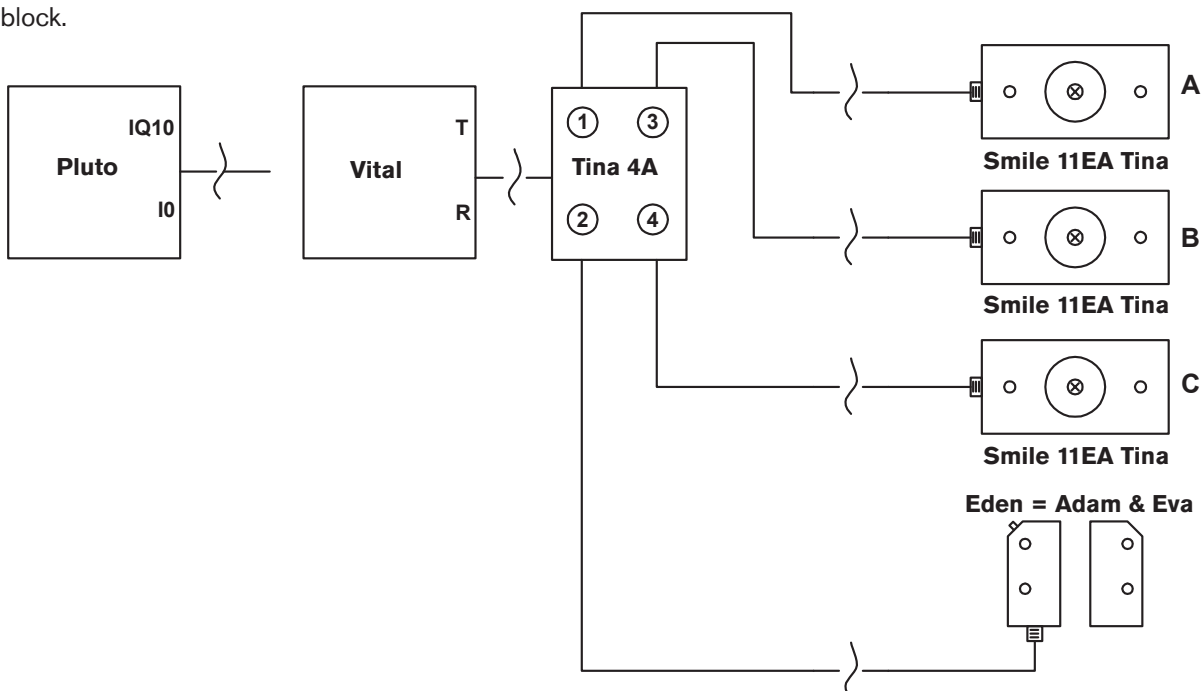 block.
IQ10
Pluto
I0
T
Vital
R
1 3
Tina 4A
2 4
A
Smile 11EA Tina
B
Smile 11EA Tina
C
Smile 11EA Tina
Eden = Adam & Eva